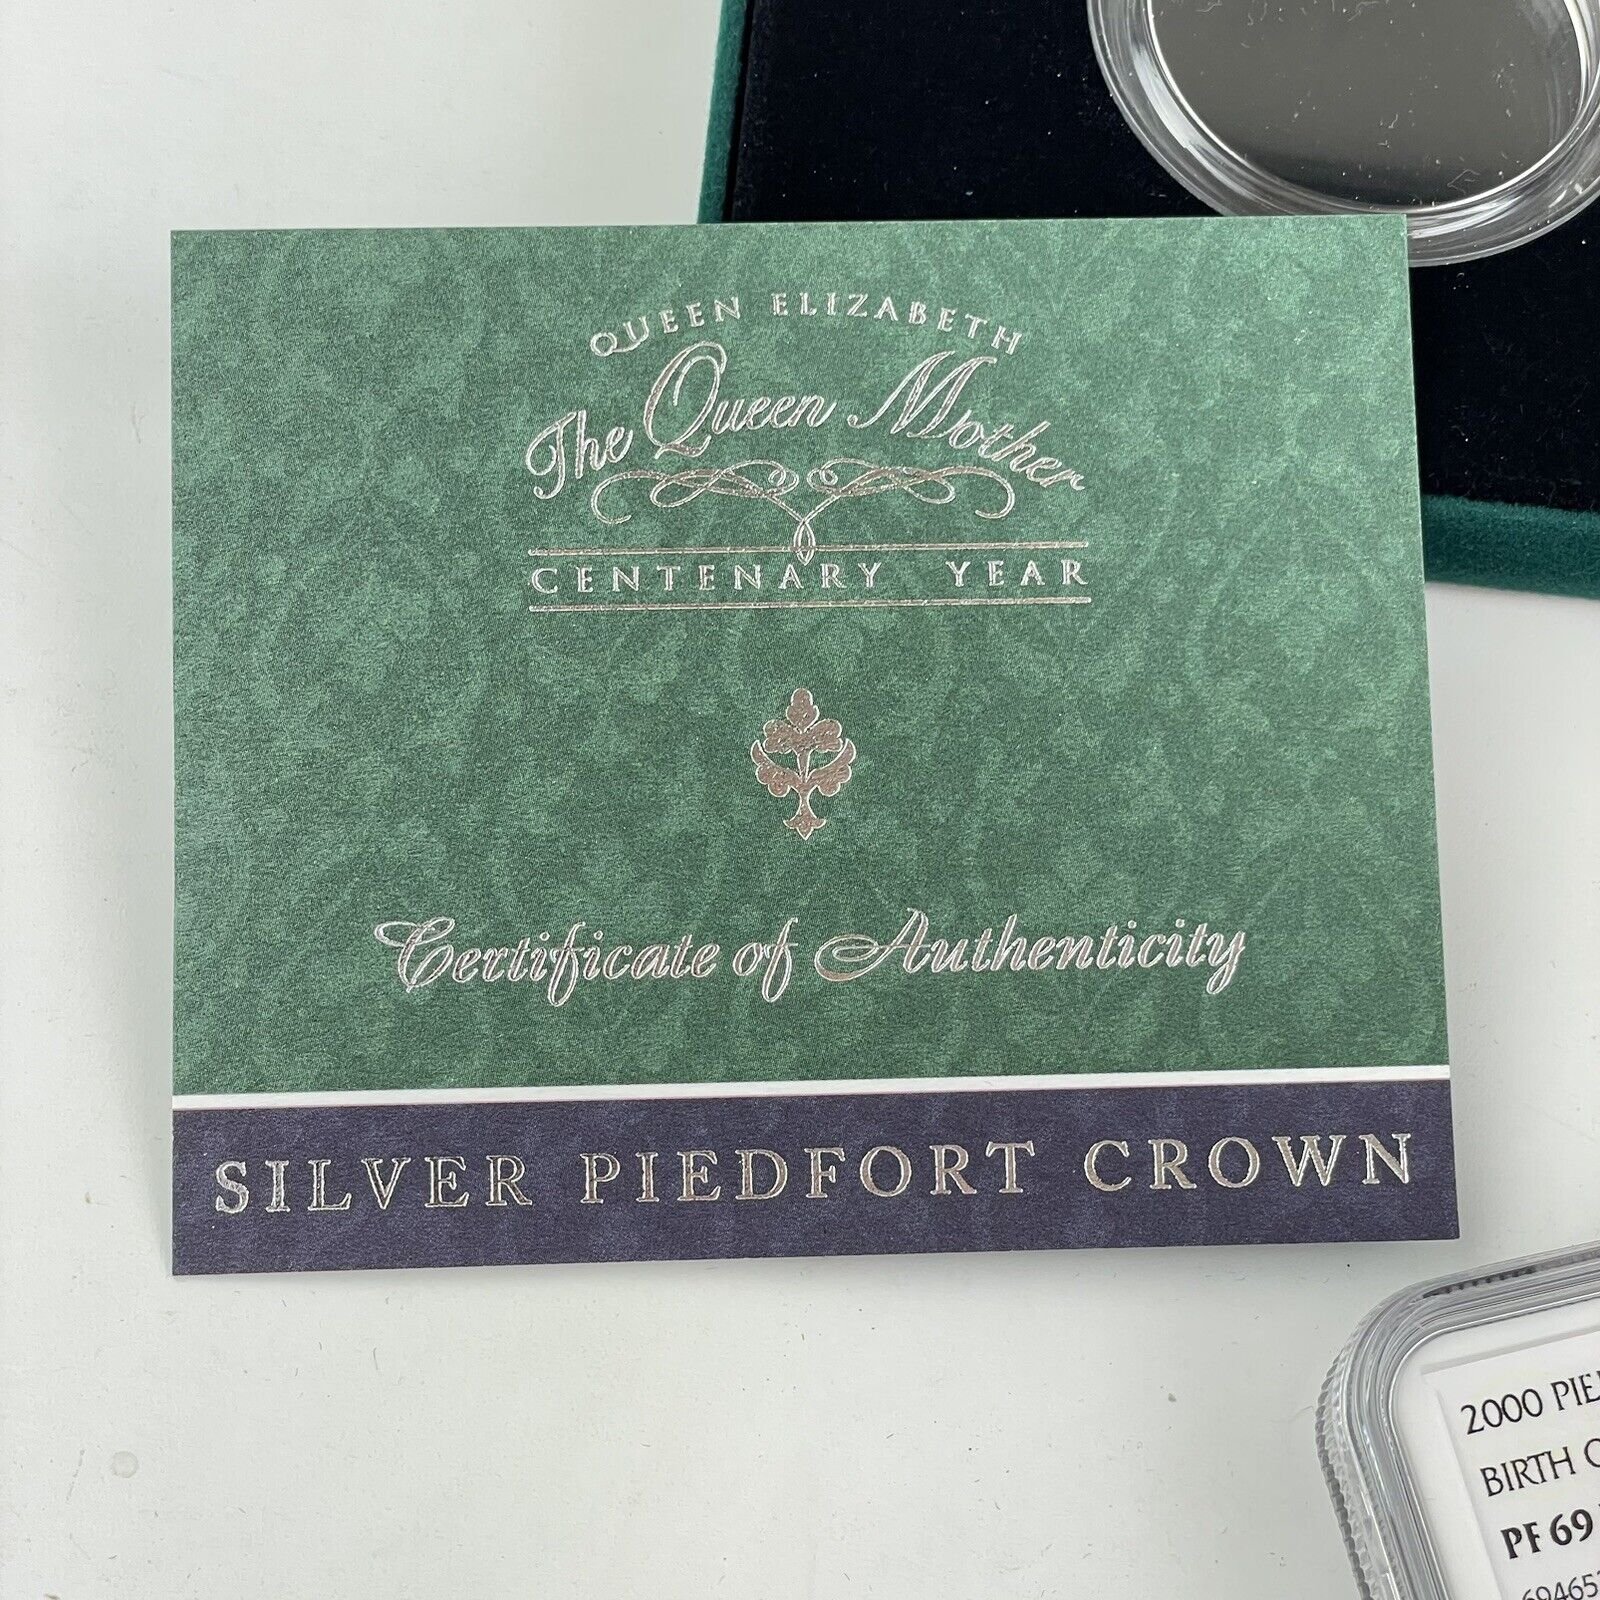 QUEEN ELIZABETH
The Queen Mother
CENTENARY YEAR
Certificate of Authenticity
SILVER PIEDFORT CROWN
2000
BIRTH
PF 69